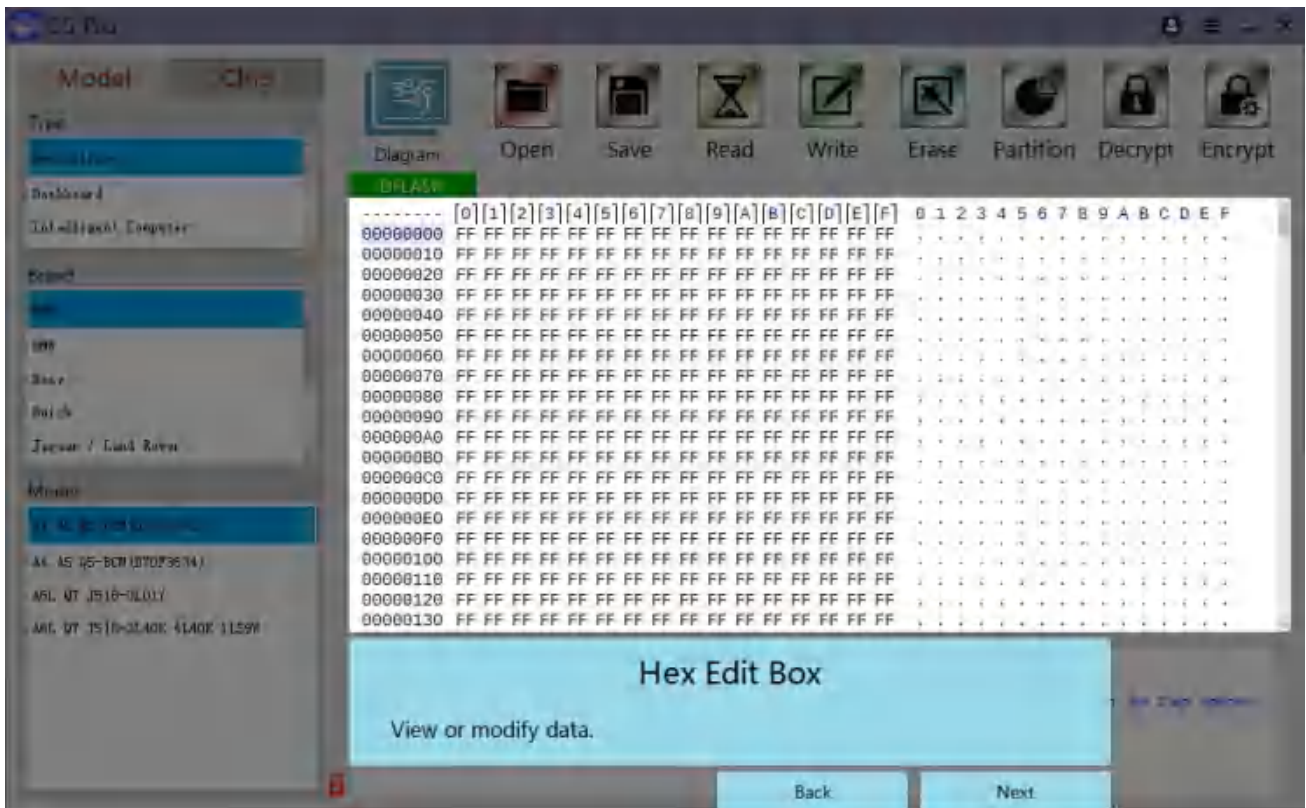 Model
Type
Dashboard
Intelligent Computer
Brand
Buick
Jaguar / Land Rover
Model
Diagram
Open
Save
Read
Write
Erase
Partition
Decrypt
Encrypt
DFLASH
-------- [0][1][2][3][4][5][6][7][8][9][A][B][C][D][E][F] 0 1 2 3 4 5 6 7 8 9 A B C D E F
00000000 FF FF FF FF FF FF FF FF FF FF FF FF FF FF FF FF . . . . . . . . . . . . . . . .
00000010 FF FF FF FF FF FF FF FF FF FF FF FF FF FF FF FF . . . . . . . . . . . . . . . .
00000020 FF FF FF FF FF FF FF FF FF FF FF FF FF FF FF FF . . . . . . . . . . . . . . . .
00000030 FF FF FF FF FF FF FF FF FF FF FF FF FF FF FF FF . . . . . . . . . . . . . . . .
00000040 FF FF FF FF FF FF FF FF FF FF FF FF FF FF FF FF . . . . . . . . . . . . . . . .
00000050 FF FF FF FF FF FF FF FF FF FF FF FF FF FF FF FF . . . . . . . . . . . . . . . .
00000060 FF FF FF FF FF FF FF FF FF FF FF FF FF FF FF FF . . . . . . . . . . . . . . . .
00000070 FF FF FF FF FF FF FF FF FF FF FF FF FF FF FF FF . . . . . . . . . . . . . . . .
00000080 FF FF FF FF FF FF FF FF FF FF FF FF FF FF FF FF . . . . . . . . . . . . . . . .
00000090 FF FF FF FF FF FF FF FF FF FF FF FF FF FF FF FF . . . . . . . . . . . . . . . .
000000A0 FF FF FF FF FF FF FF FF FF FF FF FF FF FF FF FF . . . . . . . . . . . . . . . .
000000B0 FF FF FF FF FF FF FF FF FF FF FF FF FF FF FF FF . . . . . . . . . . . . . . . .
000000C0 FF FF FF FF FF FF FF FF FF FF FF FF FF FF FF FF . . . . . . . . . . . . . . . .
000000D0 FF FF FF FF FF FF FF FF FF FF FF FF FF FF FF FF . . . . . . . . . . . . . . . .
000000E0 FF FF FF FF FF FF FF FF FF FF FF FF FF FF FF FF . . . . . . . . . . . . . . . .
000000F0 FF FF FF FF FF FF FF FF FF FF FF FF FF FF FF FF . . . . . . . . . . . . . . . .
00000100 FF FF FF FF FF FF FF FF FF FF FF FF FF FF FF FF . . . . . . . . . . . . . . . .
00000110 FF FF FF FF FF FF FF FF FF FF FF FF FF FF FF FF . . . . . . . . . . . . . . . .
00000120 FF FF FF FF FF FF FF FF FF FF FF FF FF FF FF FF . . . . . . . . . . . . . . . .
00000130 FF FF FF FF FF FF FF FF FF FF FF FF FF FF FF FF . . . . . . . . . . . . . . . .
Hex Edit Box
View or modify data.
Back
Next